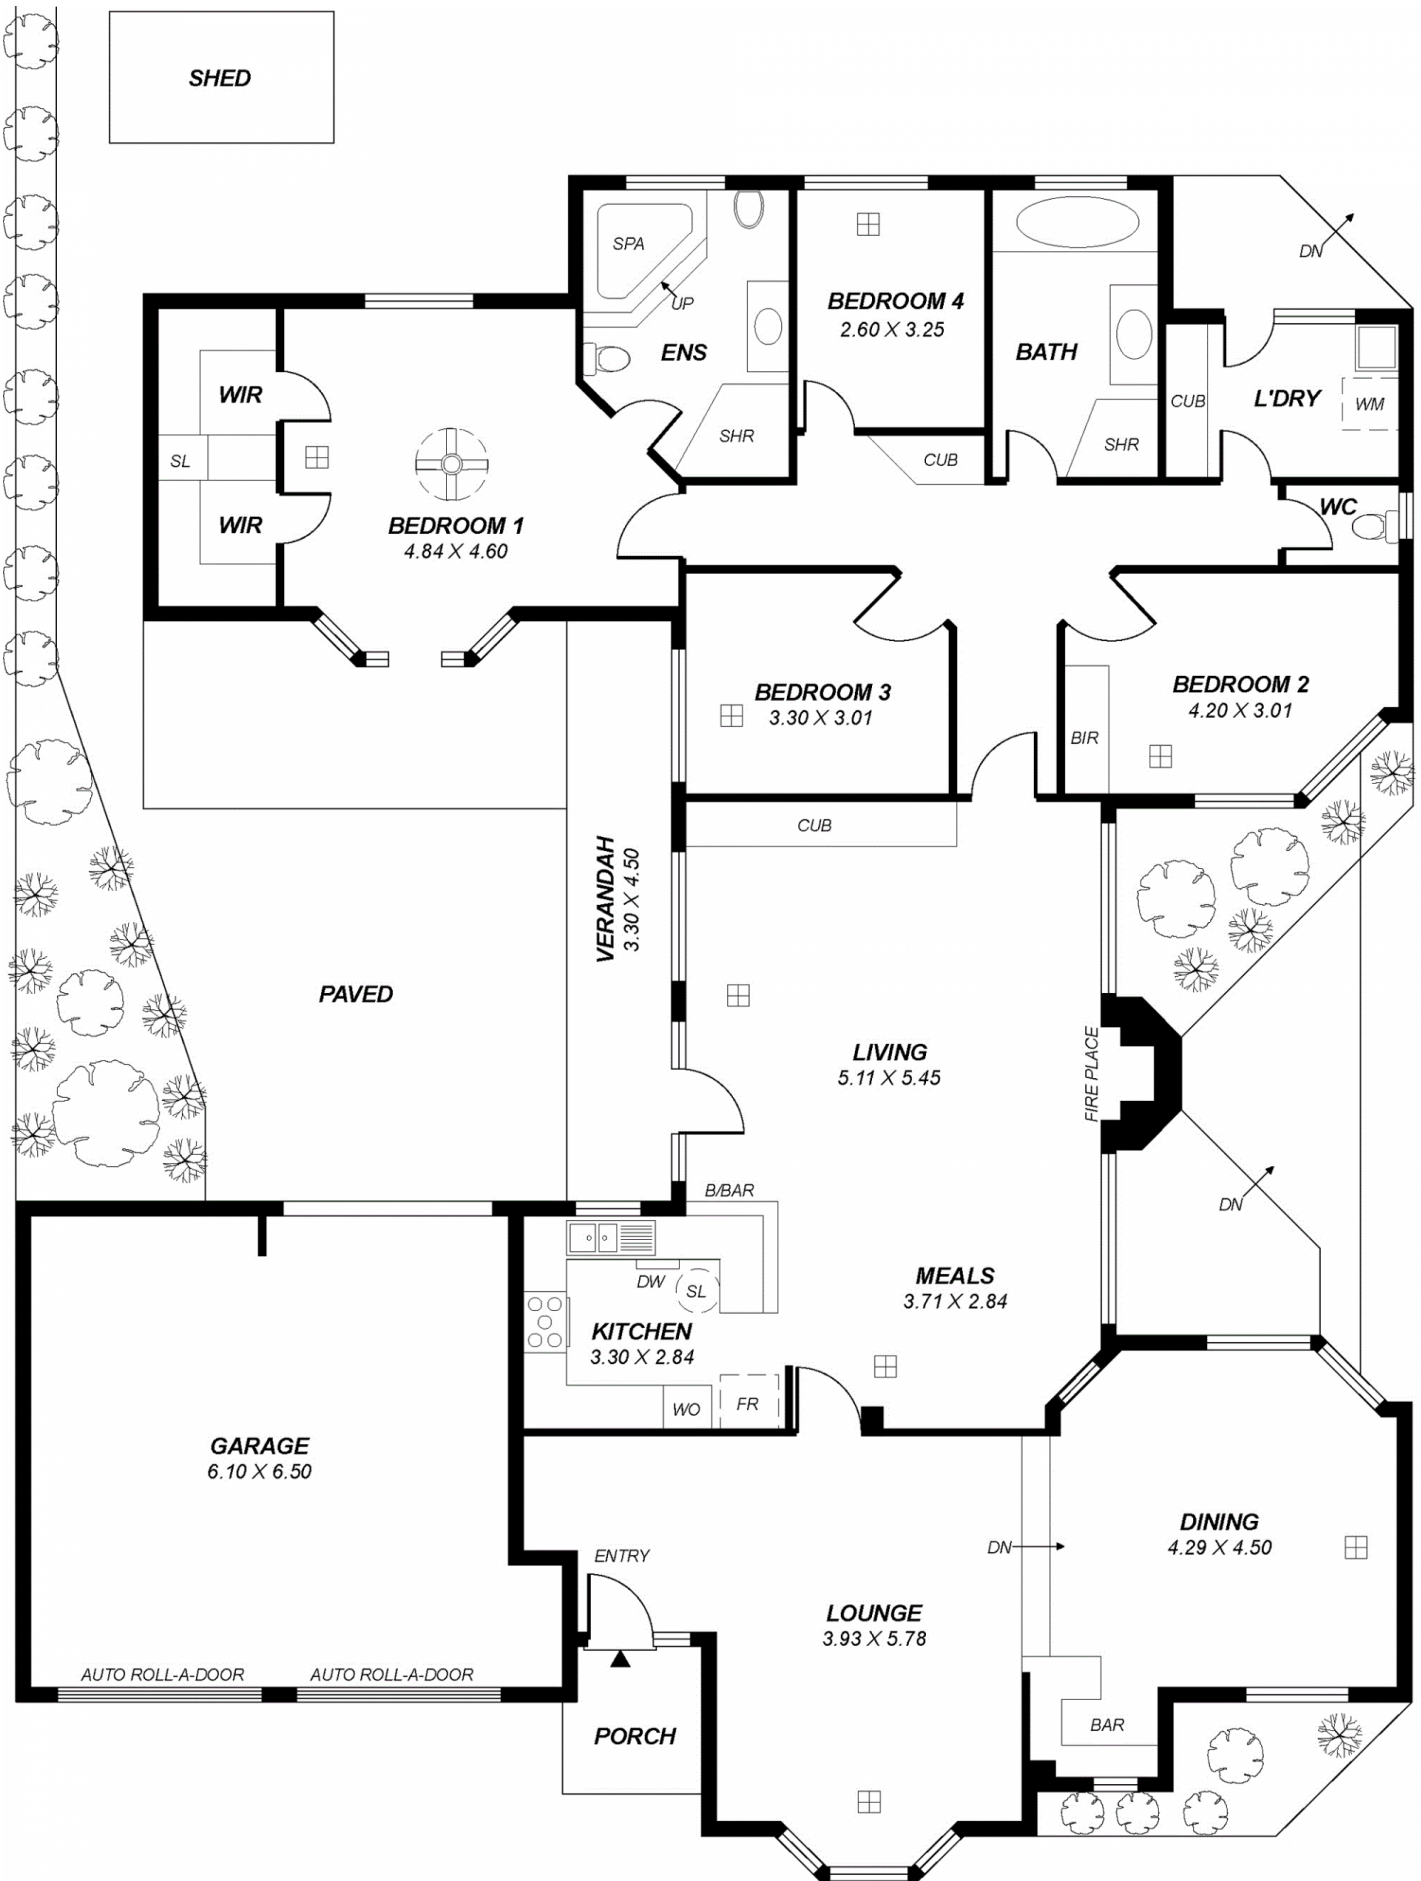 SHED
SPA
UP
ENS
SHR
BEDROOM 4
2.60 X 3.25
CUB
BATH
SHR
DN
CUB
L'DRY
WM
WC
WIR
SL
WIR
BEDROOM 1
4.84 X 4.60
BEDROOM 3
3.30 X 3.01
BEDROOM 2
4.20 X 3.01
BIR
CUB
VERANDAH
3.30 X 4.50
PAVED
LIVING
5.11 X 5.45
FIRE PLACE
B/BAR
DN
DW
SL
KITCHEN
3.30 X 2.84
WO
FR
MEALS
3.71 X 2.84
GARAGE
6.10 X 6.50
AUTO ROLL-A-DOOR
AUTO ROLL-A-DOOR
ENTRY
DN
DINING
4.29 X 4.50
LOUNGE
3.93 X 5.78
PORCH
BAR